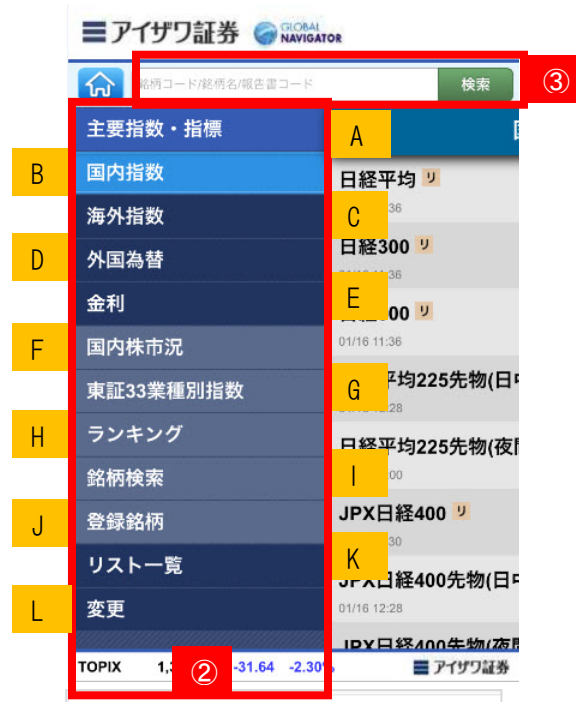 アイザワ証券 GLOBAL NAVIGATOR
銘柄コード/銘柄名/報告書コード 検索 ③
主要指数・指標 A
B 国内指数 日経平均 リ
海外指数 C 36
D 外国為替 日経300 リ
36
金利 E 00 リ
F 国内株市況 01/16 11:36
東証33業種別指数 G 平均225先物(日中
28
H ランキング 日経平均225先物(夜間
銘柄検索 I 00
J 登録銘柄 JPX日経400 リ
30
リスト一覧 K JPX日経400先物(日中
L 変更 01/16 12:28
JPX日経400先物(夜間
TOPIX 1,3 ② -31.64 -2.30% アイザワ証券